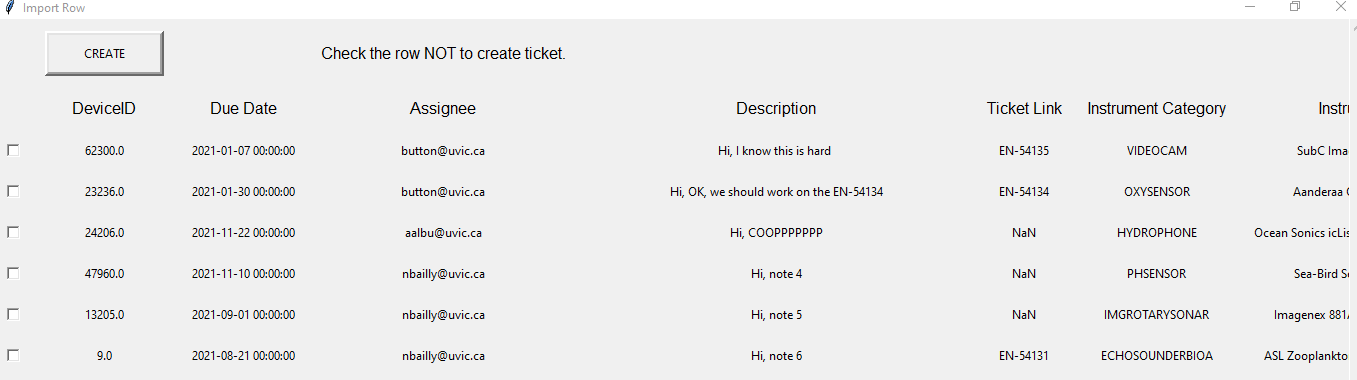 Import Row
CREATE Check the row NOT to create ticket.
DeviceID Due Date Assignee Description Ticket Link Instrument Category Instru
62300.0 2021-01-07 00:00:00 button@uvic.ca Hi, I know this is hard EN-54135 VIDEOCAM SubC Ima
23236.0 2021-01-30 00:00:00 button@uvic.ca Hi, OK, we should work on the EN-54134 EN-54134 OXYSENSOR Aanderaa
24206.0 2021-11-22 00:00:00 aalbu@uvic.ca Hi, COOPPPPPPP NaN HYDROPHONE Ocean Sonics icLis
47960.0 2021-11-10 00:00:00 nbailly@uvic.ca Hi, note 4 NaN PHSENSOR Sea-Bird S
13205.0 2021-09-01 00:00:00 nbailly@uvic.ca Hi, note 5 NaN IMGROTARYSONAR Imagenex 881
9.0 2021-08-21 00:00:00 nbailly@uvic.ca Hi, note 6 EN-54131 ECHOSOUNDERBIOA ASL Zooplankto